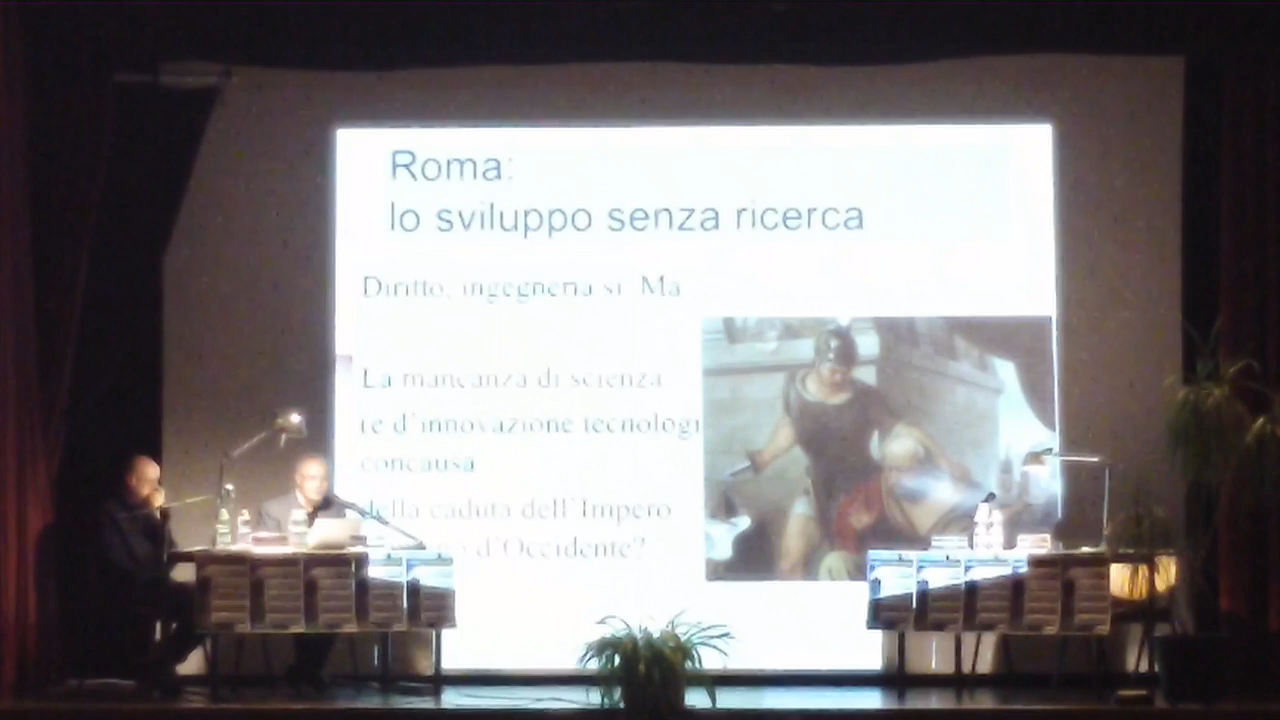 Roma:
lo sviluppo senza ricerca
Diritto, ingegneria sì. Ma
La mancanza di scienza
(e d'innovazione tecnologi
concausa
della caduta dell'Impero
d'Occidente?